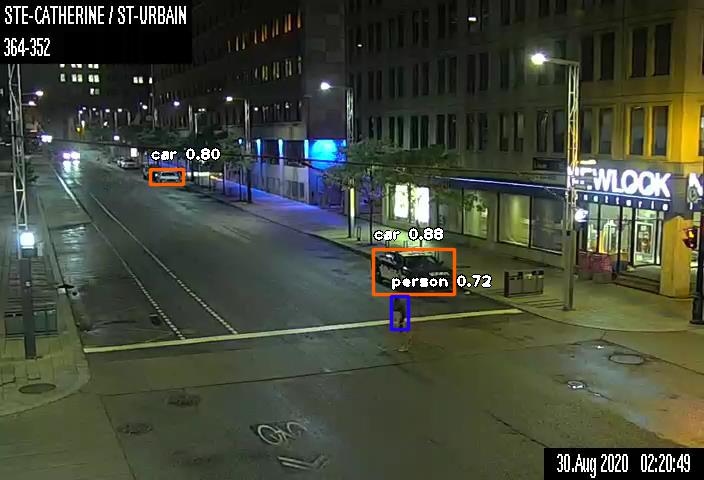 STE-CATHERINE / ST-URBAIN
364-352
car 0.80
car 0.88
person 0.72
NEWLOOK
30.Aug 2020 02:20:49